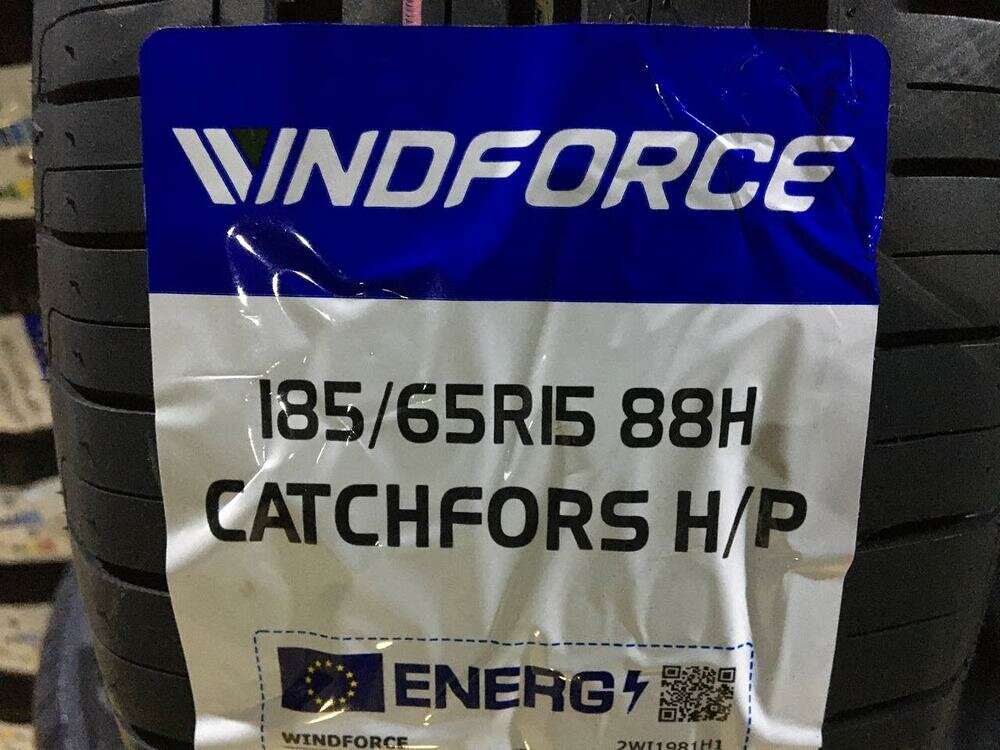 WINDFORCE
185/65R15 88H
CATCHFORS H/P
ENERG
WINDFORCE 2WI1981H1